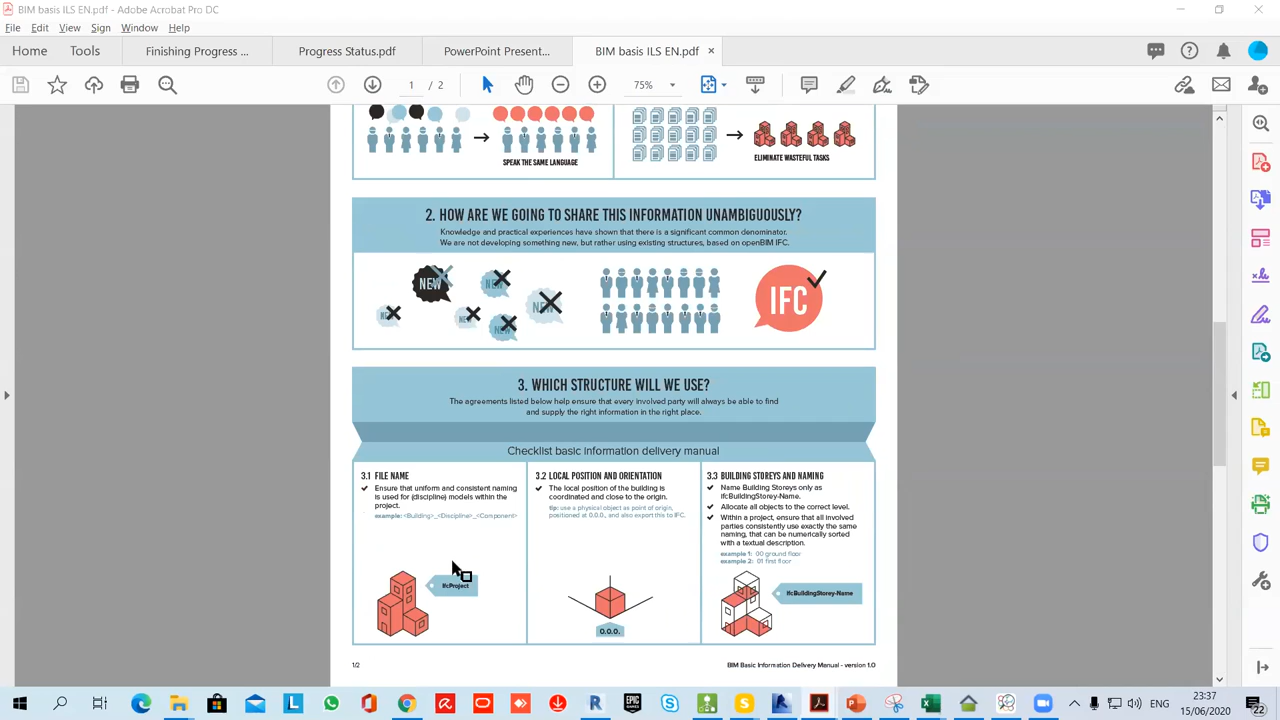 BIM basis ILS EN.pdf - Adobe Acrobat Pro DC
File Edit View Sign Window Help
Home Tools Finishing Progress ... Progress Status.pdf PowerPoint Present... BIM basis ILS EN.pdf ×
1 / 2 75%
SPEAK THE SAME LANGUAGE
ELIMINATE WASTEFUL TASKS
2. HOW ARE WE GOING TO SHARE THIS INFORMATION UNAMBIGUOUSLY?
Knowledge and practical experiences have shown that there is a significant common denominator.
We are not developing something new, but rather using existing structures, based on openBIM IFC.
NEW
NEW
NEW
NEW
NEW
NEW
IFC
3. WHICH STRUCTURE WILL WE USE?
The agreements listed below help ensure that every involved party will always be able to find
and supply the right information in the right place.
Checklist basic information delivery manual
3.1 FILE NAME
Ensure that uniform and consistent naming
is used for (discipline) models within the
project.
example: <Building>_<Discipline>_<Component>
IfcProject
3.2 LOCAL POSITION AND ORIENTATION
The local position of the building is
coordinated and close to the origin.
tip: use a physical object as point of origin,
positioned at 0.0.0., and also export this to IFC.
0.0.0.
3.3 BUILDING STOREYS AND NAMING
Name Building Storeys only as
ifcBuildingStorey-Name.
Allocate all objects to the correct level.
Within a project, ensure that all involved
parties consistently use exactly the same
naming, that can be numerically sorted
with a textual description.
example 1: 00 ground floor
example 2: 01 first floor
IfcBuildingStorey-Name
1/2
BIM Basic Information Delivery Manual - version 1.0
EPIC
GAMES
ENG
23:37
15/06/2020
22